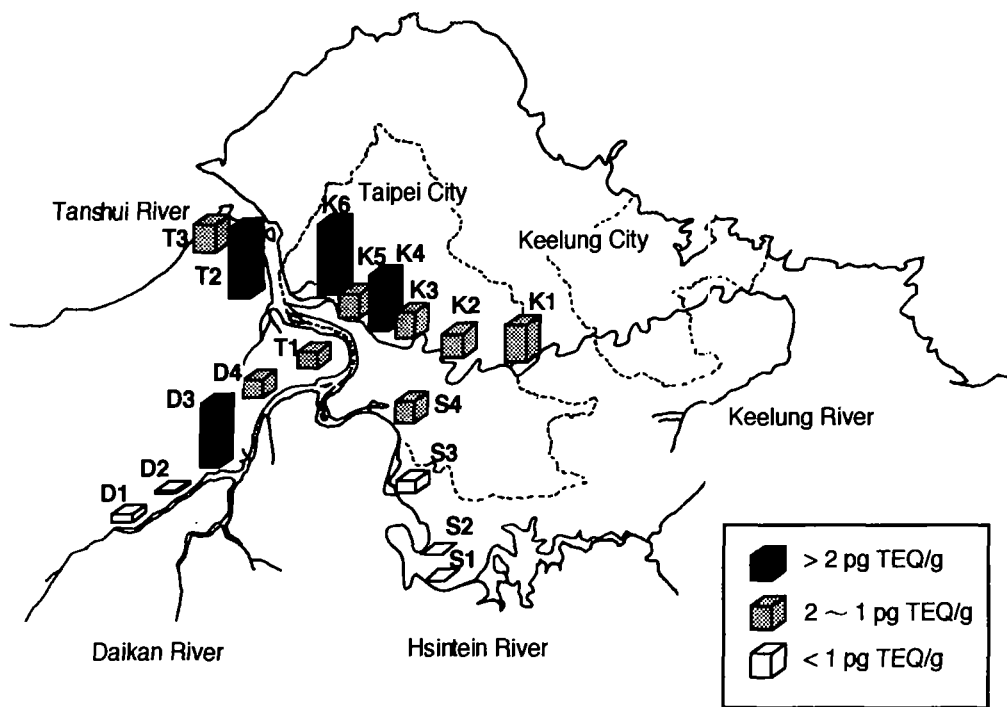 Taipei City
K6
Tanshui River
T3
T2
K5
K4
Keelung City
K3
K2
K1
T1
D4
D3
S4
Keelung River
S3
D2
D1
S2
S1
> 2 pg TEQ/g
2 ~ 1 pg TEQ/g
< 1 pg TEQ/g
Daikan River
Hsintein River